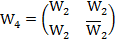 W₄ = (W₂ W₂
W₂ W̅₂)